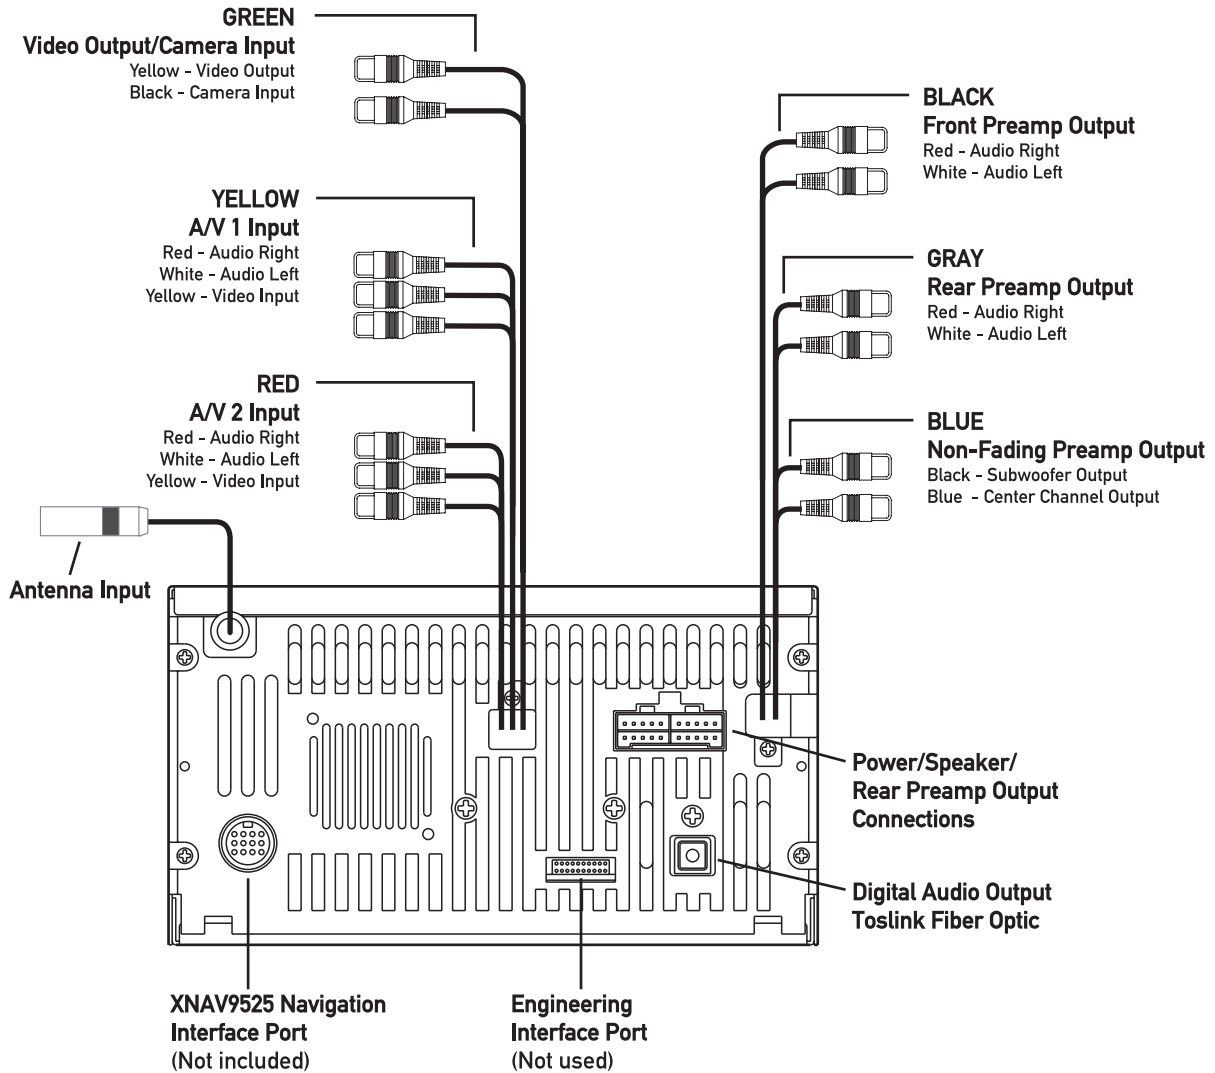 GREEN
Video Output/Camera Input
Yellow - Video Output
Black - Camera Input
YELLOW
A/V 1 Input
Red - Audio Right
White - Audio Left
Yellow - Video Input
RED
A/V 2 Input
Red - Audio Right
White - Audio Left
Yellow - Video Input
Antenna Input
BLACK
Front Preamp Output
Red - Audio Right
White - Audio Left
GRAY
Rear Preamp Output
Red - Audio Right
White - Audio Left
BLUE
Non-Fading Preamp Output
Black - Subwoofer Output
Blue - Center Channel Output
Power/Speaker/
Rear Preamp Output
Connections
Digital Audio Output
Toslink Fiber Optic
XNAV9525 Navigation
Interface Port
(Not included)
Engineering
Interface Port
(Not used)